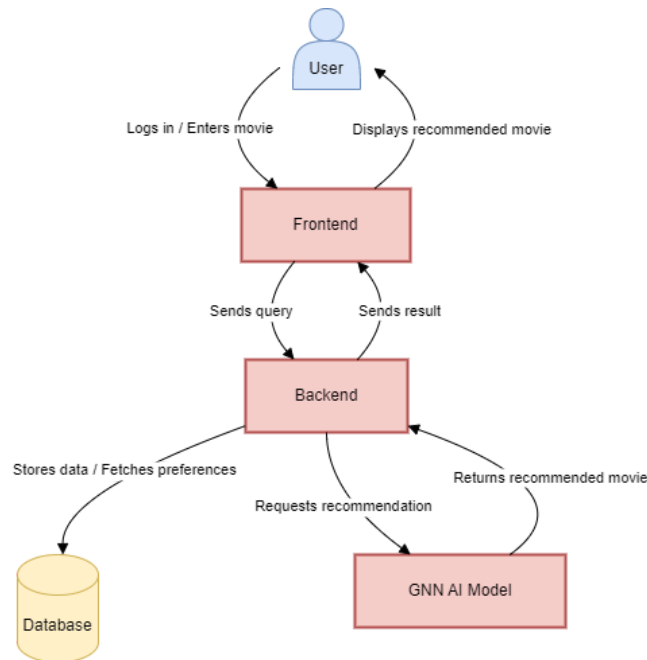 User
Logs in / Enters movie
Displays recommended movie
Frontend
Sends query
Sends result
Backend
Stores data / Fetches preferences
Returns recommended movie
Requests recommendation
GNN AI Model
Database